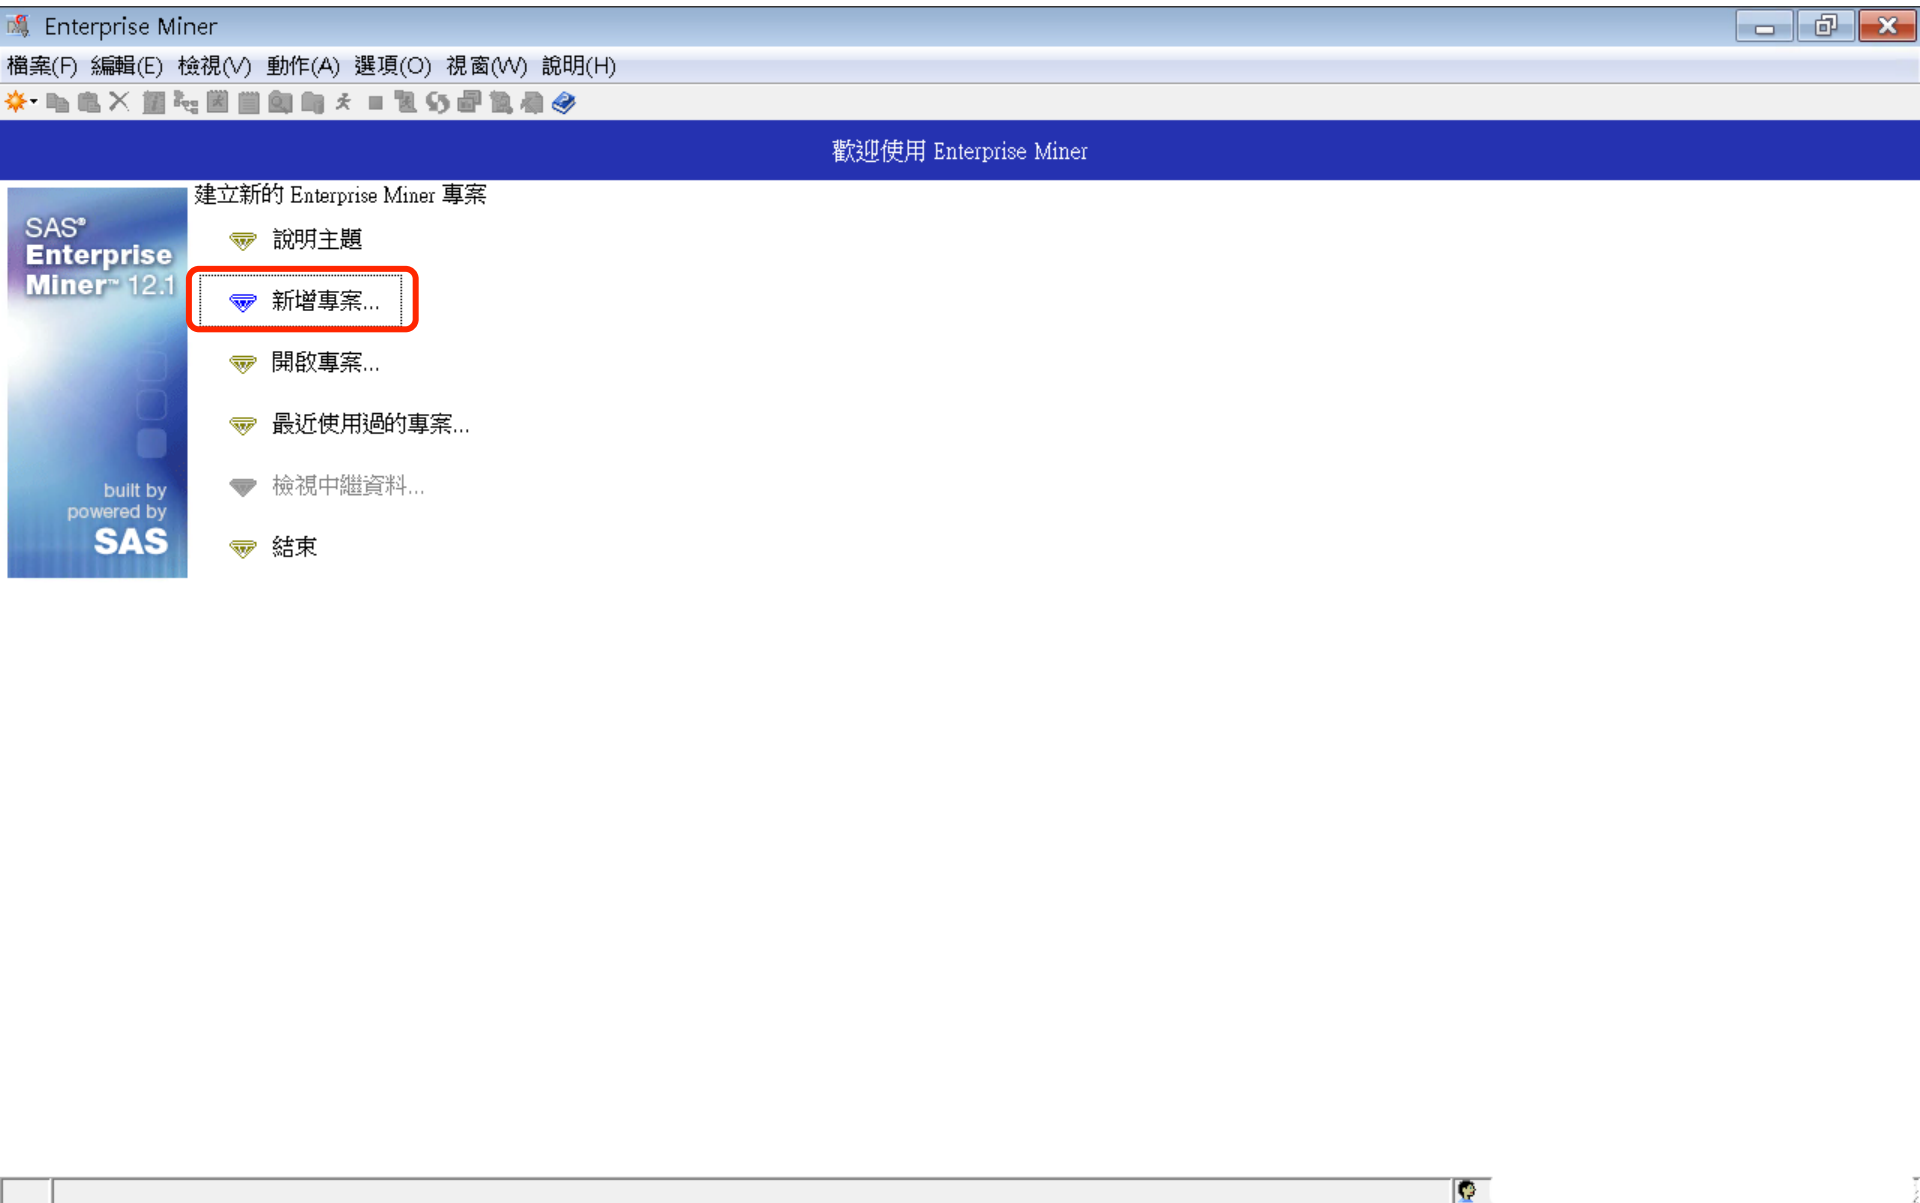 Enterprise Miner
檔案(F) 編輯(E) 檢視(V) 動作(A) 選項(O) 視窗(W) 說明(H)
歡迎使用 Enterprise Miner
建立新的 Enterprise Miner 專案
SAS®
Enterprise
Miner™ 12.1
說明主題
新增專案...
開啟專案...
最近使用過的專案...
檢視中繼資料...
結束
built by
powered by
SAS